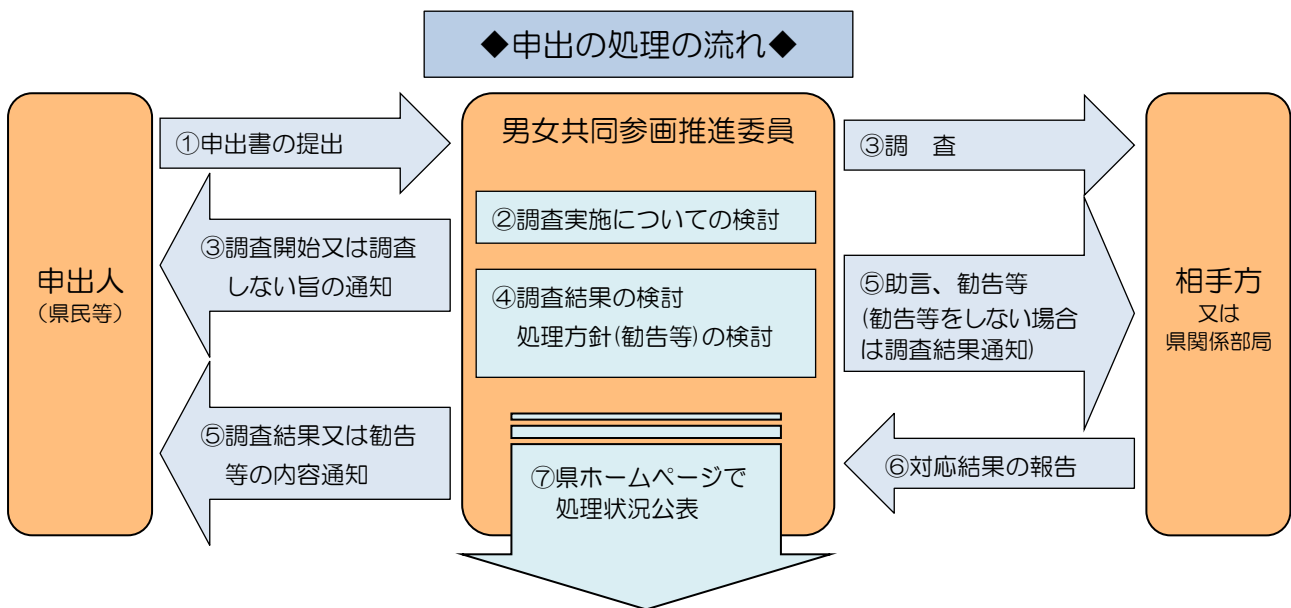 ◆申出の処理の流れ◆
申出人
（県民等）
①申出書の提出
③調査開始又は調査
しない旨の通知
⑤調査結果又は勧告
等の内容通知
男女共同参画推進委員
②調査実施についての検討
④調査結果の検討
処理方針(勧告等)の検討
⑦県ホームページで
処理状況公表
③調　査
⑤助言、勧告等
(勧告等をしない場合
は調査結果通知)
⑥対応結果の報告
相手方
又は
県関係部局